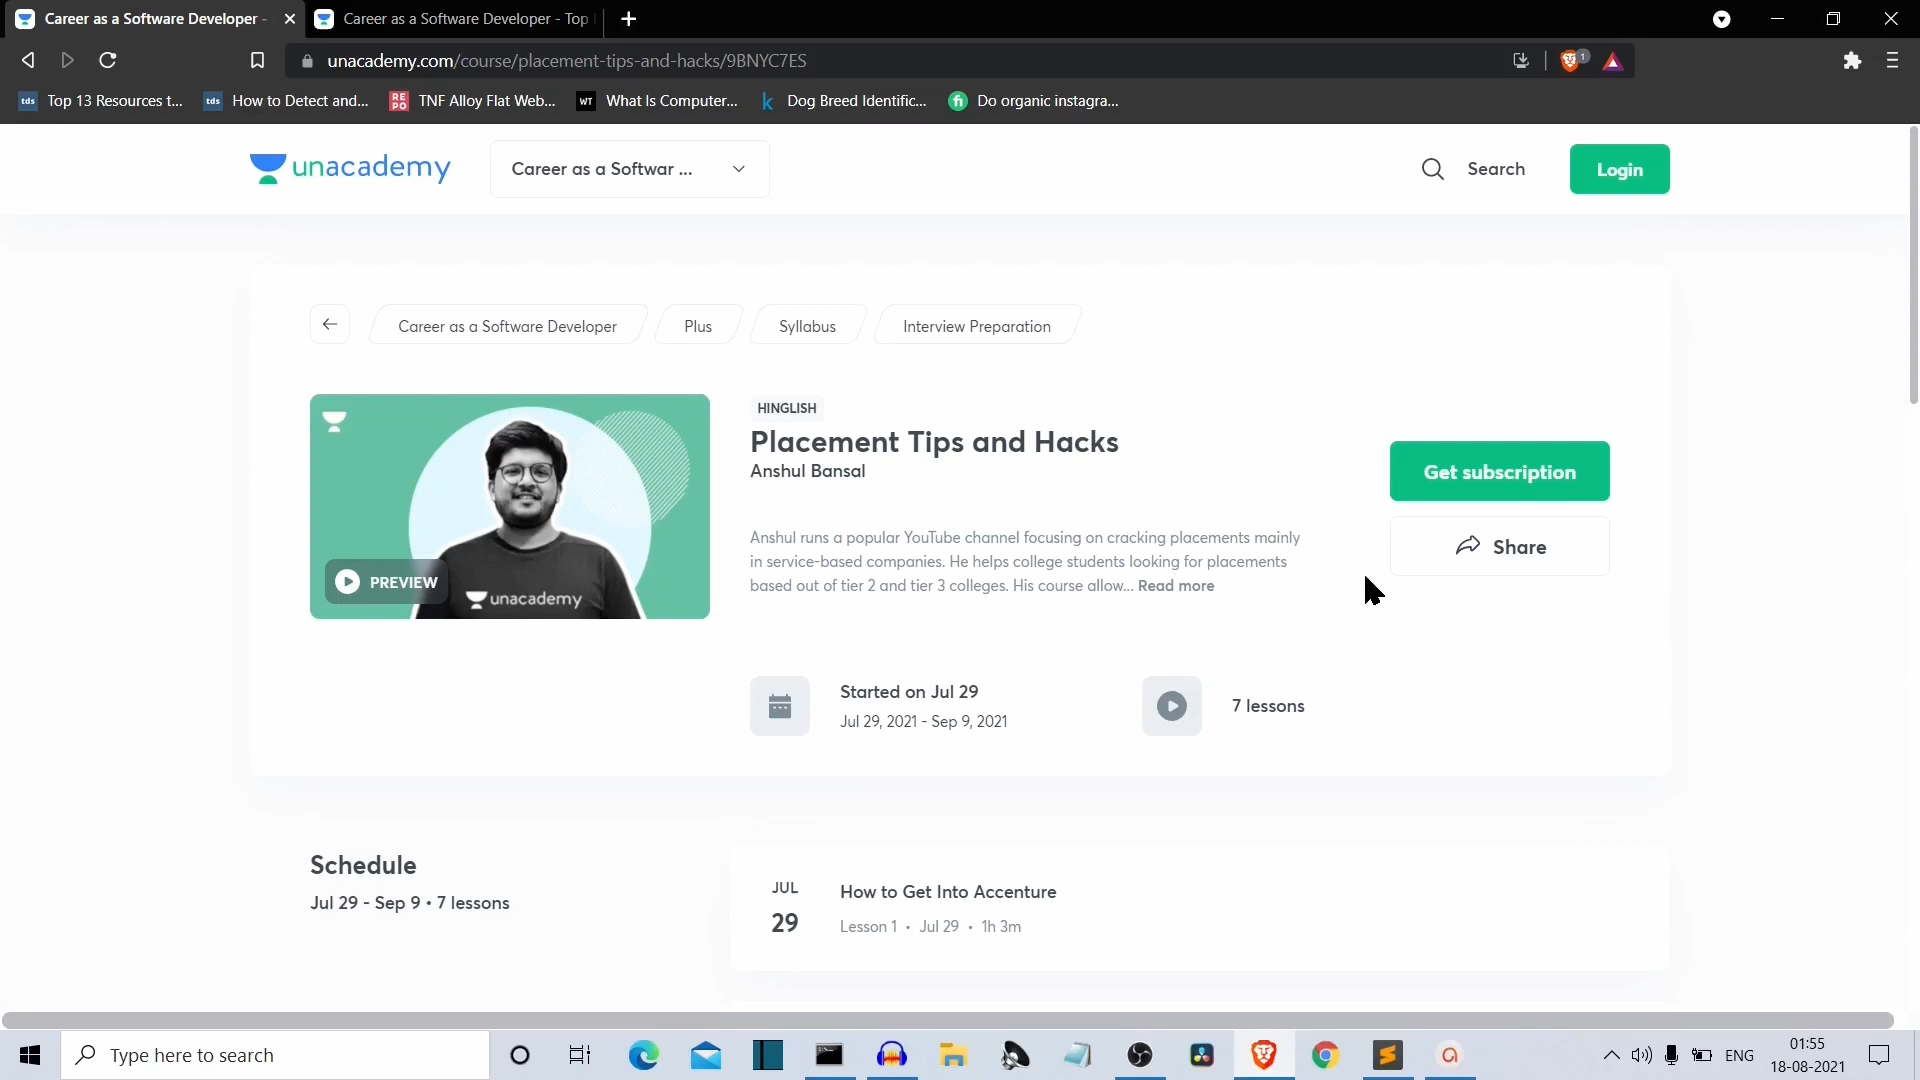 Career as a Software Developer -
Career as a Software Developer - Top
unacademy.com/course/placement-tips-and-hacks/9BNYC7ES
1
tds Top 13 Resources t...
tds How to Detect and...
REPO TNF Alloy Flat Web...
WT What Is Computer...
k Dog Breed Identific...
fi Do organic instagra...
unacademy
Career as a Softwar ...
Search
Login
Career as a Software Developer
Plus
Syllabus
Interview Preparation
PREVIEW
unacademy
HINGLISH
Placement Tips and Hacks
Anshul Bansal
Anshul runs a popular YouTube channel focusing on cracking placements mainly
in service-based companies. He helps college students looking for placements
based out of tier 2 and tier 3 colleges. His course allow... Read more
Get subscription
Share
Started on Jul 29
Jul 29, 2021 - Sep 9, 2021
7 lessons
Schedule
Jul 29 - Sep 9 • 7 lessons
JUL
29
How to Get Into Accenture
Lesson 1 • Jul 29 • 1h 3m
Type here to search
ENG
01:55
18-08-2021